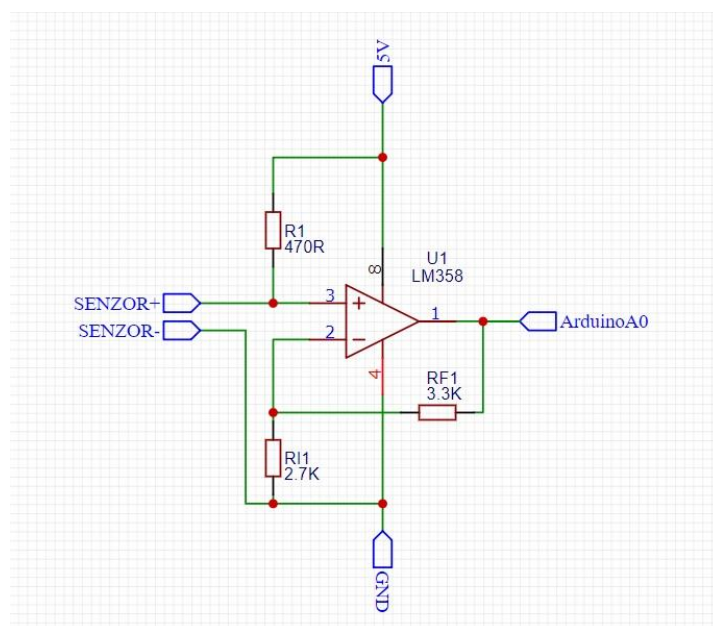 5V
R1
470R
8
U1
LM358
SENZOR+
3
+
1
ArduinoA0
SENZOR-
2
−
4
RF1
3.3K
RI1
2.7K
GND